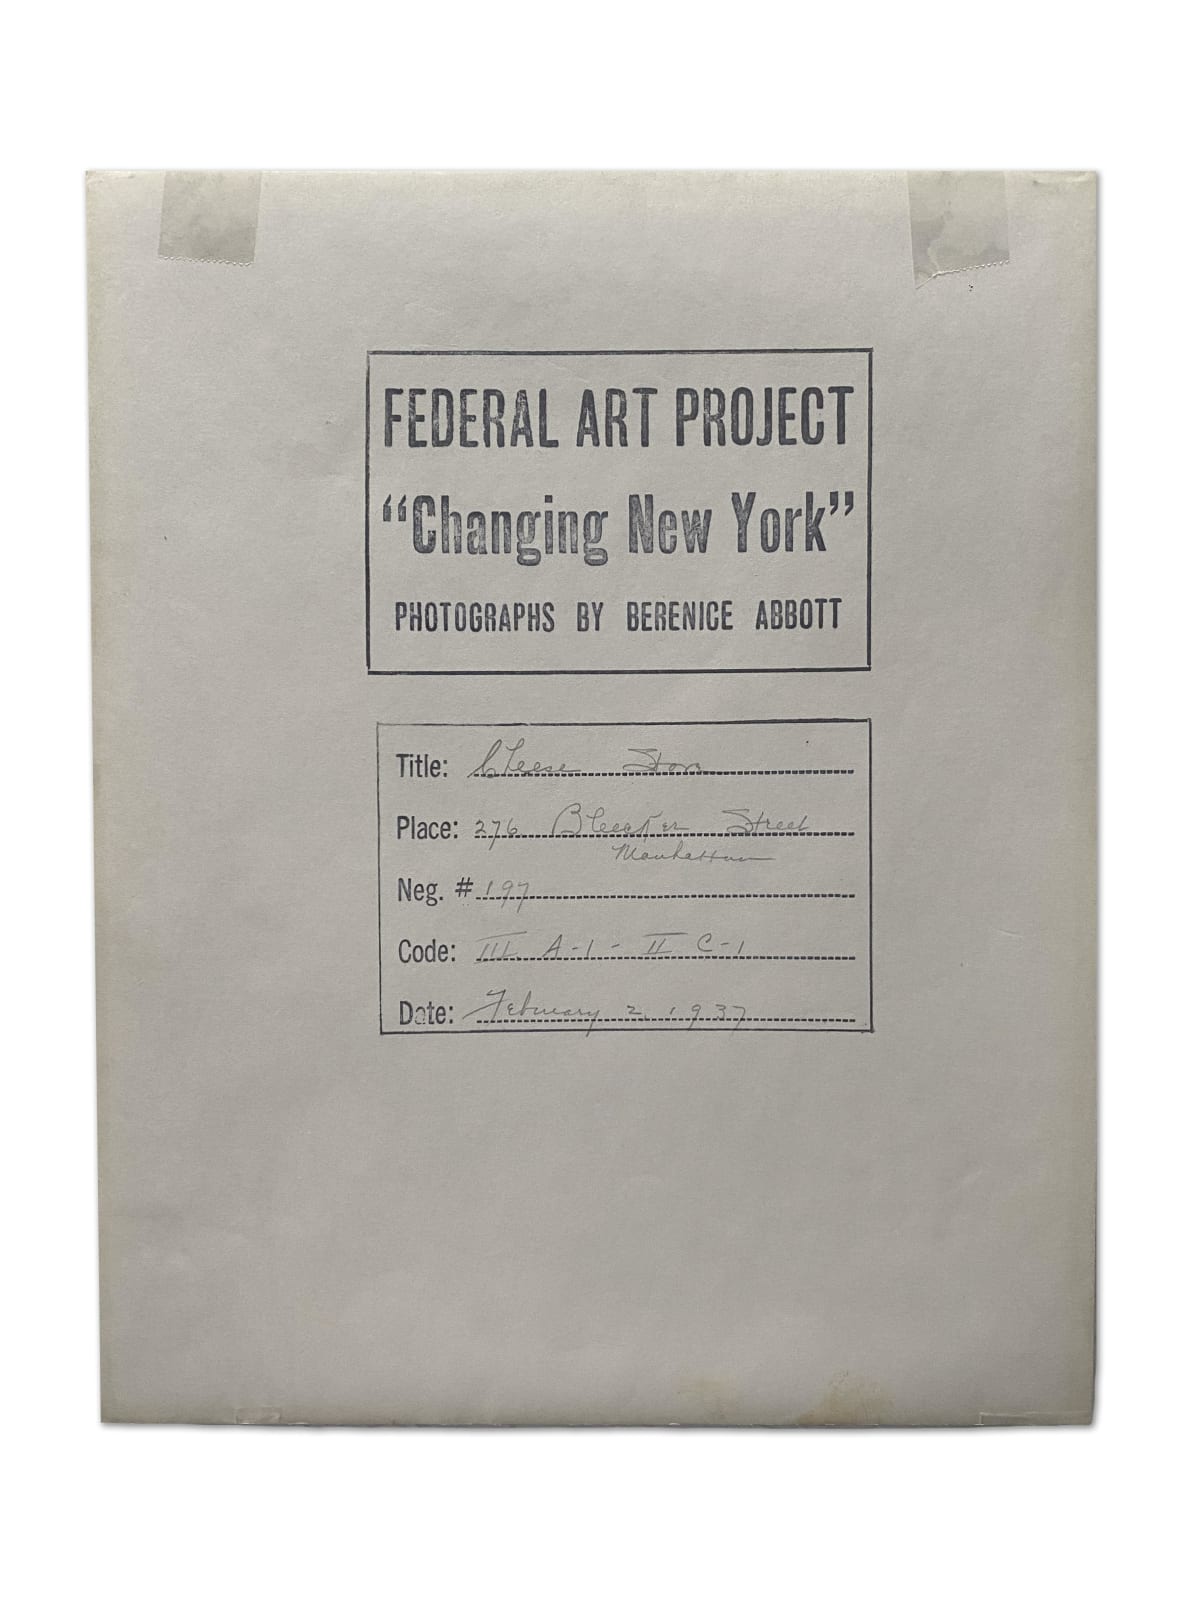 FEDERAL ART PROJECT
“Changing New York”
PHOTOGRAPHS BY BERENICE ABBOTT
Title: Cheese Store
Place: 276 Bleecker Street
Manhattan
Neg. # 197
Code: III A-1 - II C-1
Date: February 2, 1937